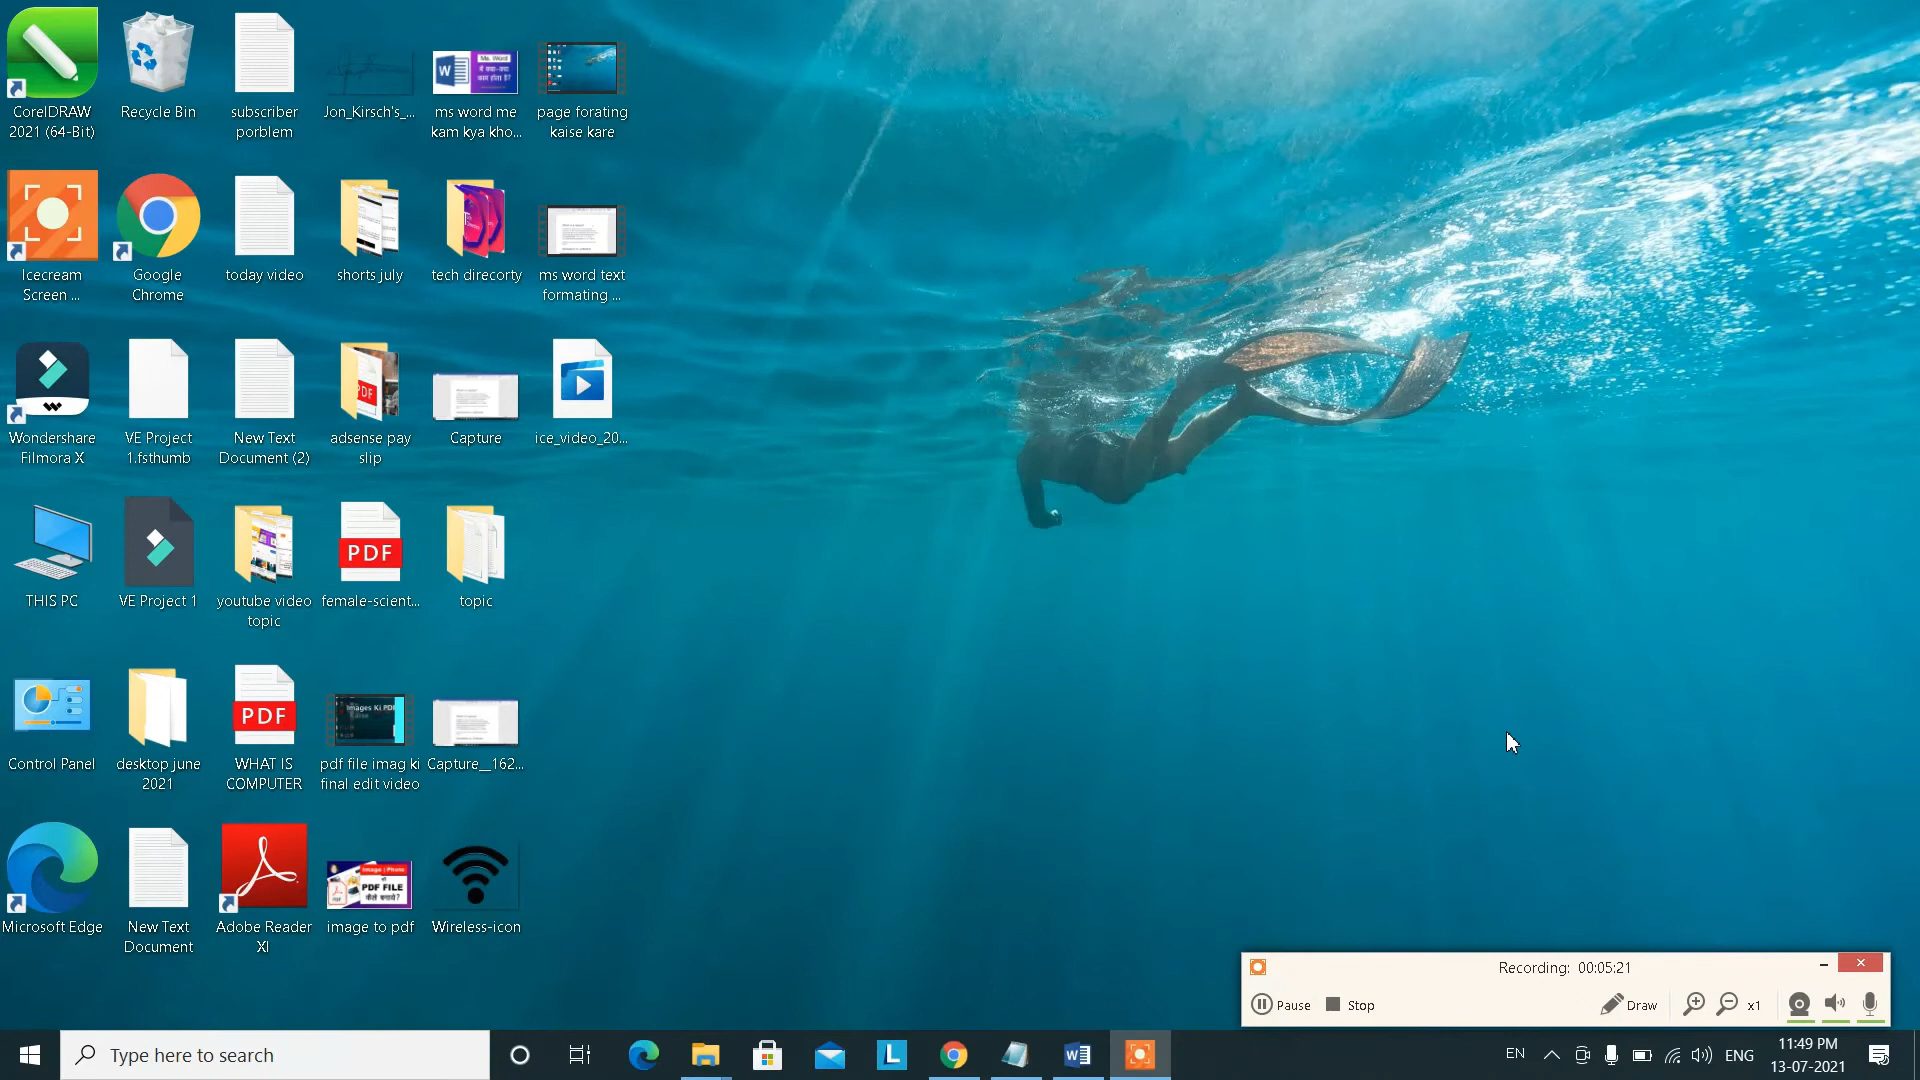 CorelDRAW
2021 (64-Bit)
Recycle Bin
subscriber
porblem
Jon_Kirsch's_...
ms word me
kam kya kho...
page forating
kaise kare
Icecream
Screen ...
Google
Chrome
today video
shorts july
tech direcorty
ms word text
formating ...
Wondershare
Filmora X
VE Project
1.fsthumb
New Text
Document (2)
adsense pay
slip
Capture
ice_video_20...
THIS PC
VE Project 1
youtube video
topic
PDF
female-scient...
topic
Control Panel
desktop june
2021
PDF
WHAT IS
COMPUTER
Images Ki PDF
pdf file imag ki
final edit video
Capture__162...
Microsoft Edge
New Text
Document
Adobe Reader
XI
Image | Photo
PDF FILE
image to pdf
Wireless-icon
Recording: 00:05:21
Pause
Stop
Draw
x1
Type here to search
EN
ENG
11:49 PM
13-07-2021